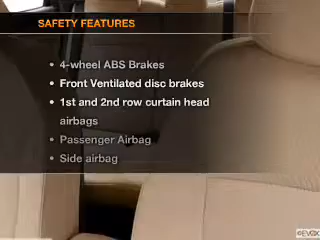 SAFETY FEATURES
• 4-wheel ABS Brakes
• Front Ventilated disc brakes
• 1st and 2nd row curtain head
airbags
• Passenger Airbag
• Side airbag
©EVOX